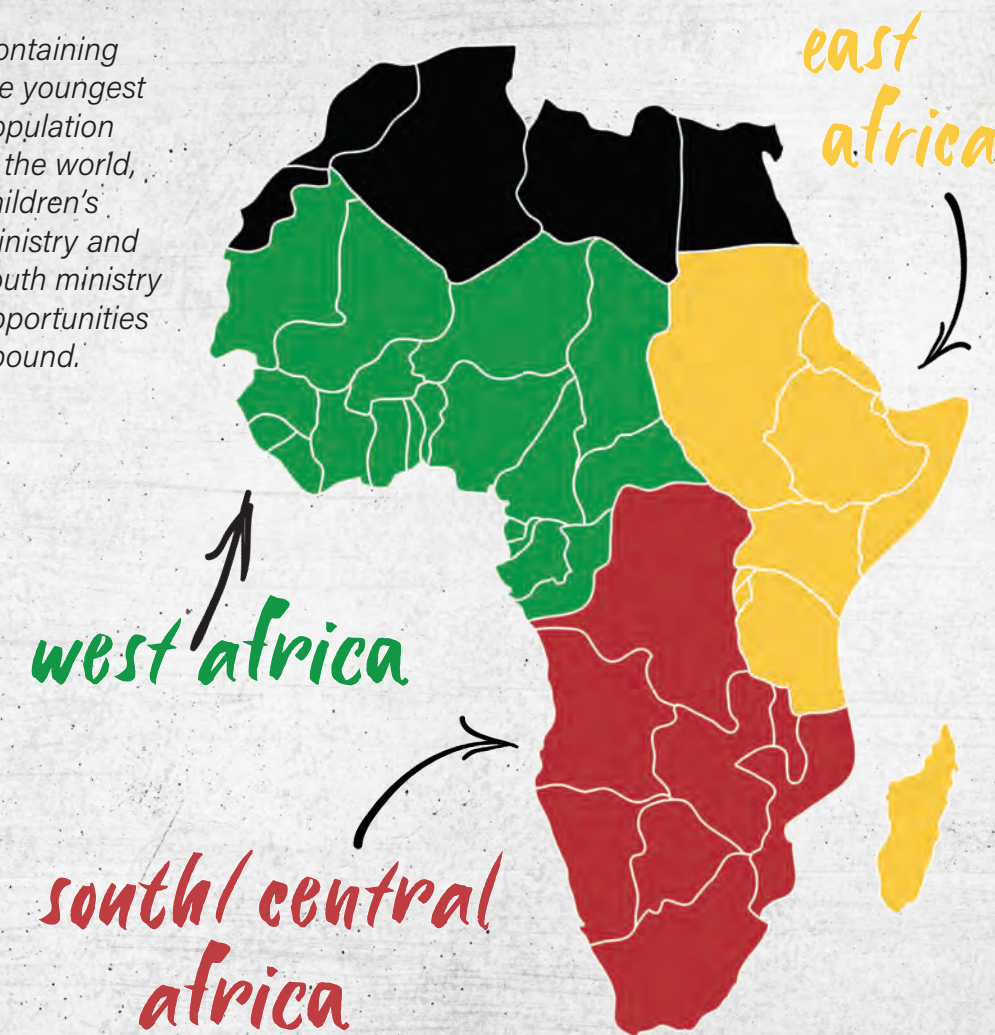 ontaining
e youngest
opulation
the world,
hildren's
inistry and
outh ministry
pportunities
bound.
east
africa
west africa
south/ central
africa